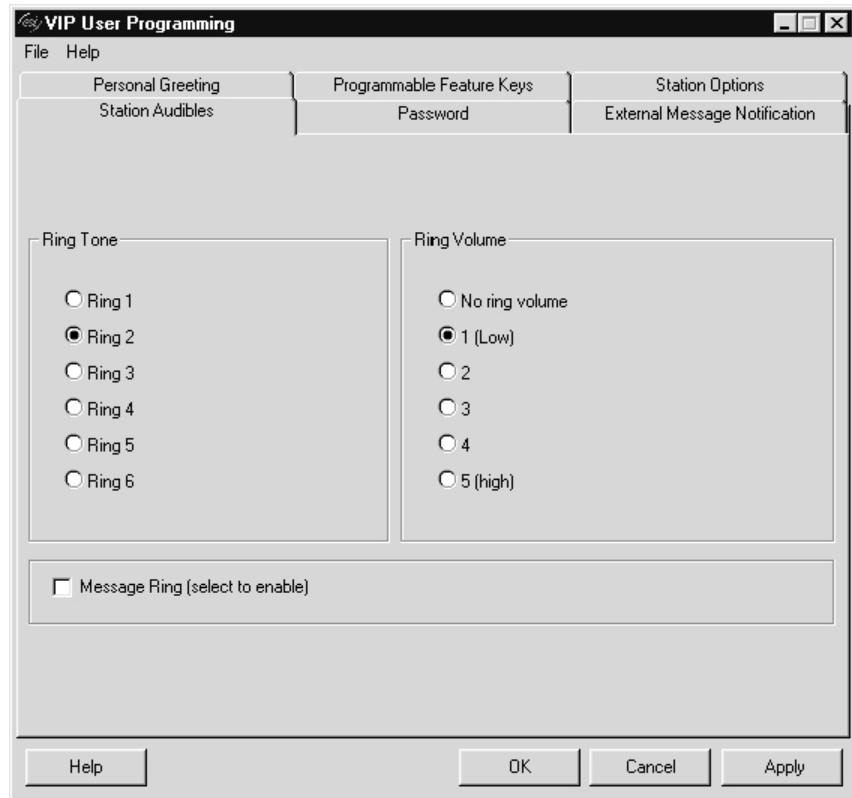 VIP User Programming
File Help
Personal Greeting
Programmable Feature Keys
Station Options
Station Audibles
Password
External Message Notification
Ring Tone
Ring 1
Ring 2
Ring 3
Ring 4
Ring 5
Ring 6
Ring Volume
No ring volume
1 (Low)
2
3
4
5 (high)
Message Ring (select to enable)
Help
OK
Cancel
Apply